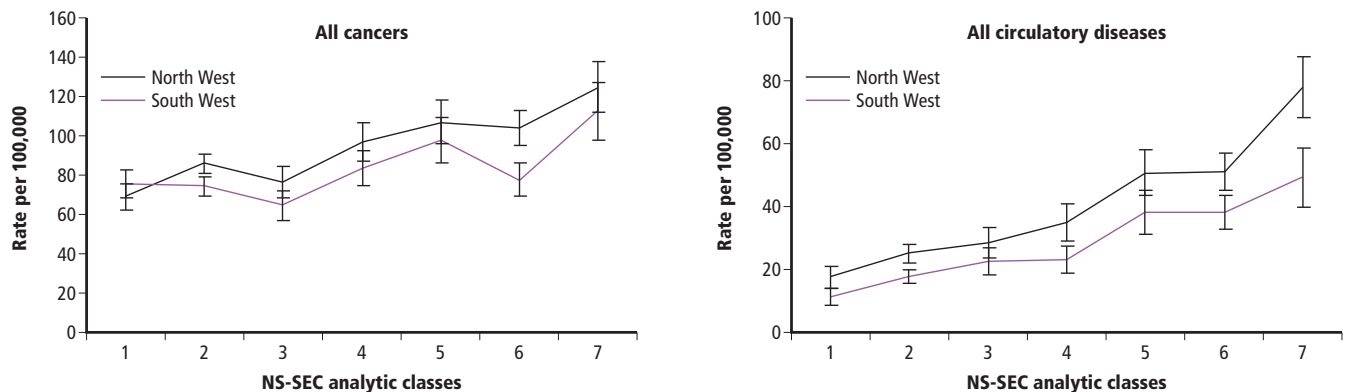 All cancers
North West
South West
Rate per 100,000
160
140
120
100
80
60
40
20
0
1 2 3 4 5 6 7
NS-SEC analytic classes
All circulatory diseases
North West
South West
Rate per 100,000
100
80
60
40
20
0
1 2 3 4 5 6 7
NS-SEC analytic classes